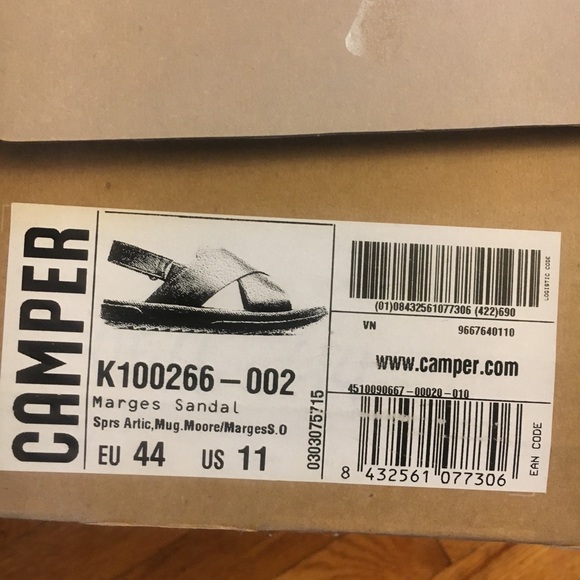 CAMPER
K100266-002
Marges Sandal
Sprs Artic,Mug.Moore/MargesS.O
EU 44 US 11
0303075715
(01)08432561077306 (422)690
LOGISTIC CODE
VN 9667640110
www.camper.com
4510090667-00020-010
8 432561 077306
EAN CODE